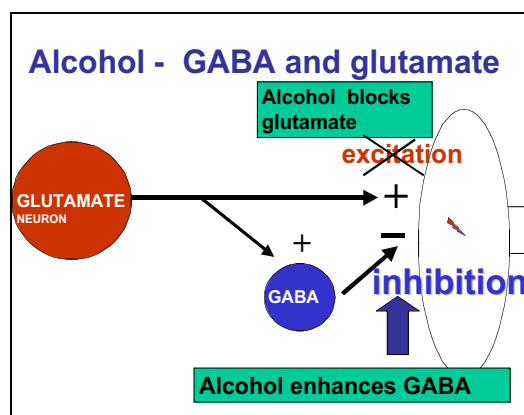 Alcohol - GABA and glutamate
Alcohol blocks
glutamate
excitation
GLUTAMATE
NEURON
+
–
+
GABA
inhibition
Alcohol enhances GABA